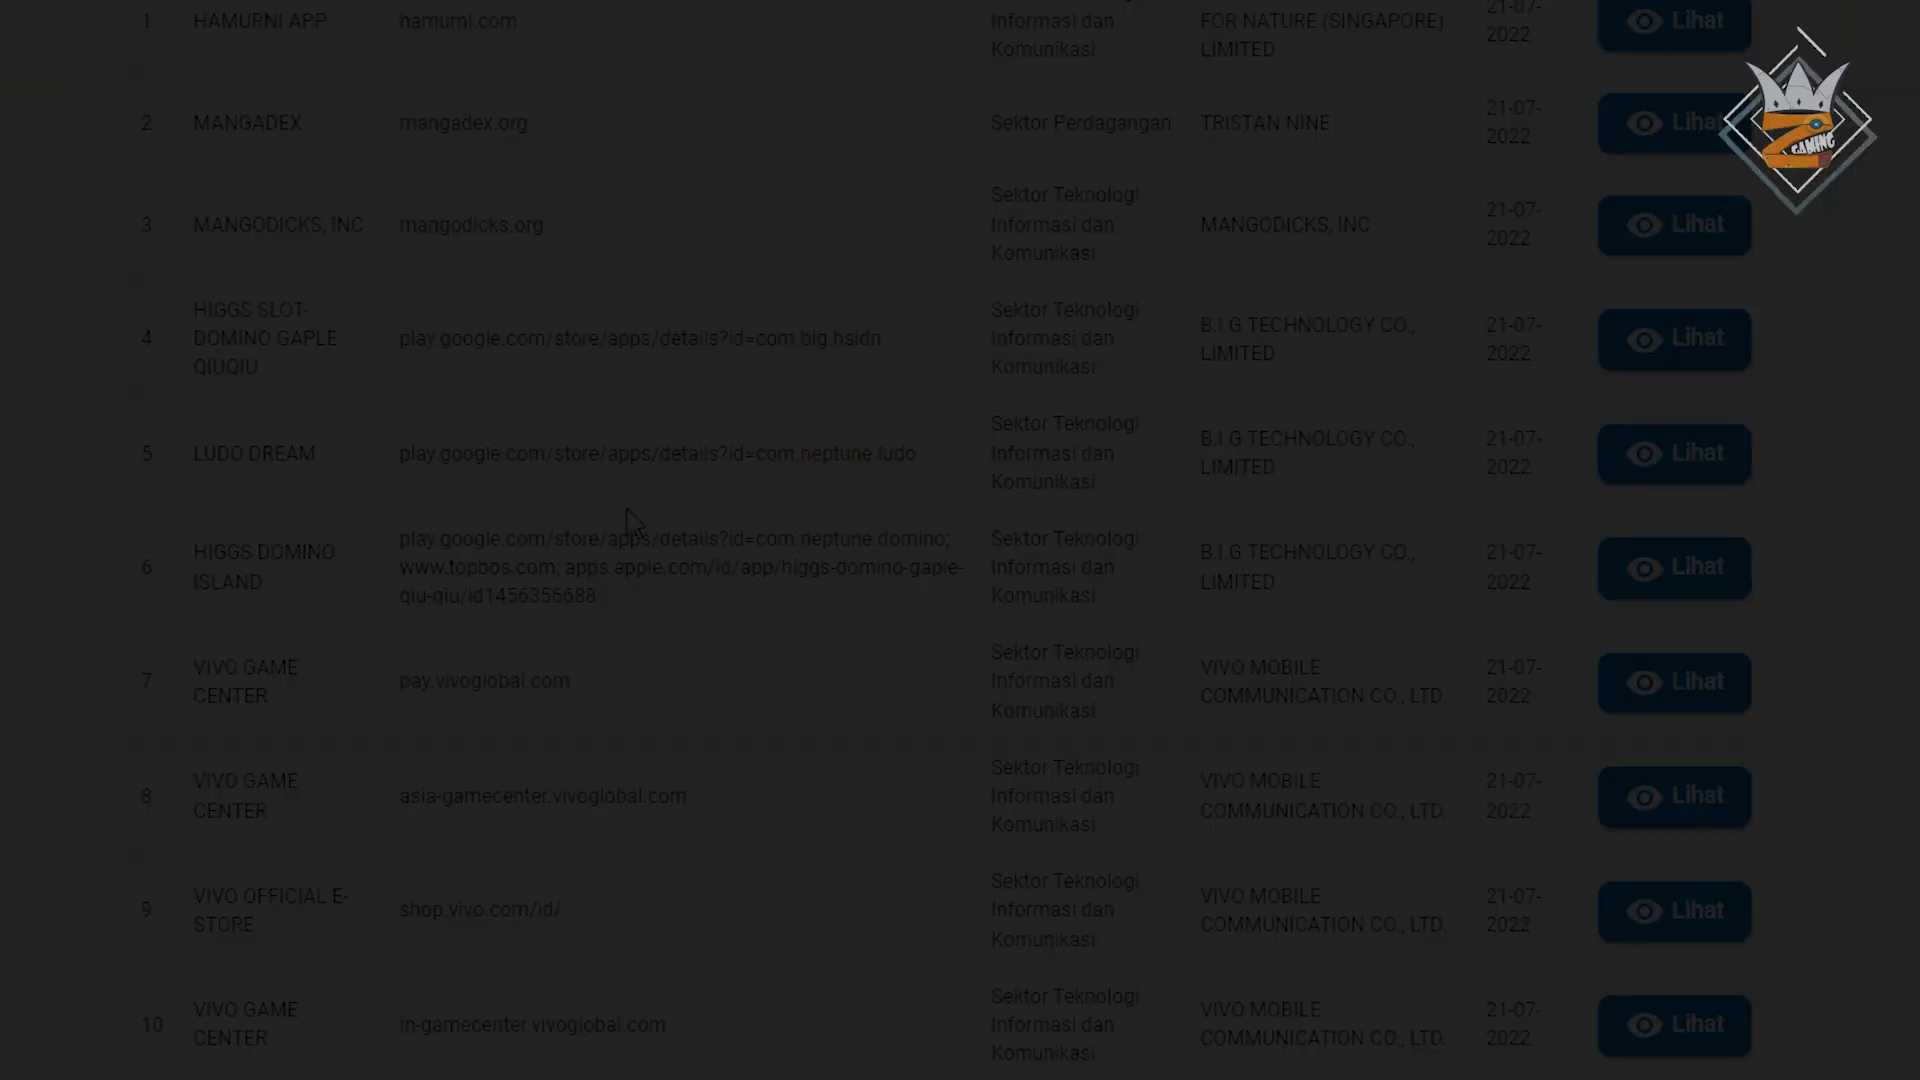 1 HAMURNI APP hamurni.com Informasi dan Komunikasi FOR NATURE (SINGAPORE) LIMITED 21-07-2022 Lihat
2 MANGADEX mangadex.org Sektor Perdagangan TRISTAN NINE 21-07-2022 Lihat
3 MANGODICKS, INC mangodicks.org Sektor Teknologi Informasi dan Komunikasi MANGODICKS, INC 21-07-2022 Lihat
4 HIGGS SLOT-DOMINO GAPLE QIUQIU play.google.com/store/apps/details?id=com.big.hsidn Sektor Teknologi Informasi dan Komunikasi B.I.G TECHNOLOGY CO., LIMITED 21-07-2022 Lihat
5 LUDO DREAM play.google.com/store/apps/details?id=com.neptune.ludo Sektor Teknologi Informasi dan Komunikasi B.I.G TECHNOLOGY CO., LIMITED 21-07-2022 Lihat
6 HIGGS DOMINO ISLAND play.google.com/store/apps/details?id=com.neptune.domino; www.topbos.com; apps.apple.com/id/app/higgs-domino-gaple-qiu-qiu/id1456356688 Sektor Teknologi Informasi dan Komunikasi B.I.G TECHNOLOGY CO., LIMITED 21-07-2022 Lihat
7 VIVO GAME CENTER pay.vivoglobal.com Sektor Teknologi Informasi dan Komunikasi VIVO MOBILE COMMUNICATION CO., LTD. 21-07-2022 Lihat
8 VIVO GAME CENTER asia-gamecenter.vivoglobal.com Sektor Teknologi Informasi dan Komunikasi VIVO MOBILE COMMUNICATION CO., LTD. 21-07-2022 Lihat
9 VIVO OFFICIAL E-STORE shop.vivo.com/id/ Sektor Teknologi Informasi dan Komunikasi VIVO MOBILE COMMUNICATION CO., LTD. 21-07-2022 Lihat
10 VIVO GAME CENTER in-gamecenter.vivoglobal.com Sektor Teknologi Informasi dan Komunikasi VIVO MOBILE COMMUNICATION CO., LTD. 21-07-2022 Lihat
GAMING